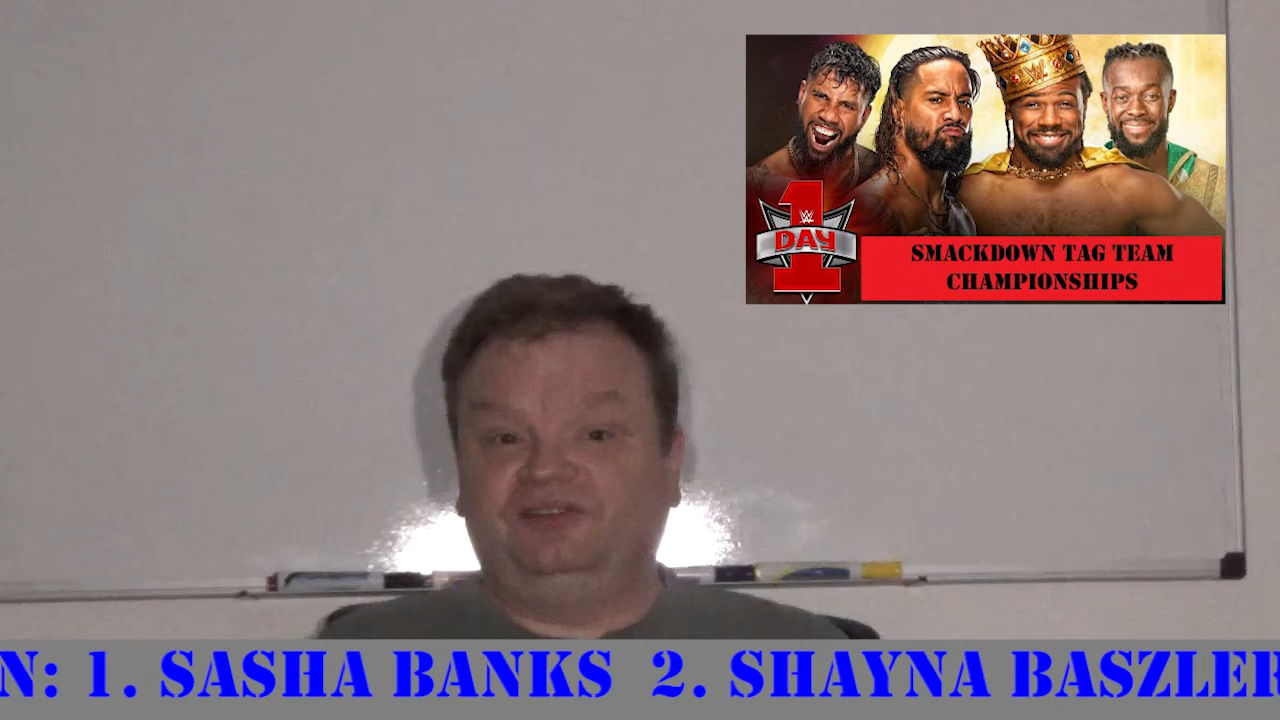 W
DAY
1
SMACKDOWN TAG TEAM
CHAMPIONSHIPS
N: 1. SASHA BANKS 2. SHAYNA BASZLER